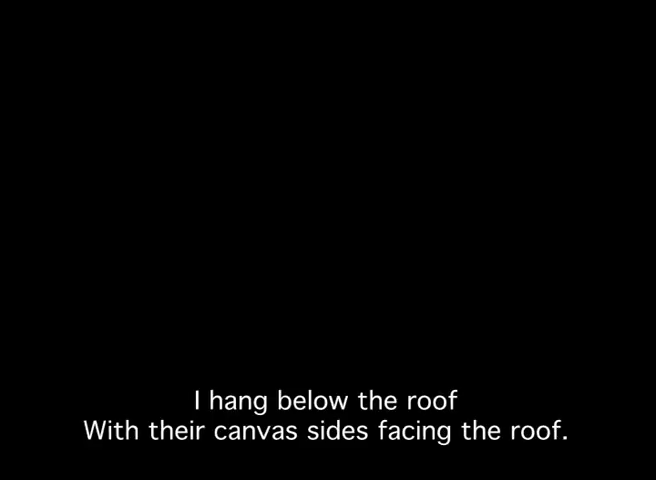 I hang below the roof
With their canvas sides facing the roof.